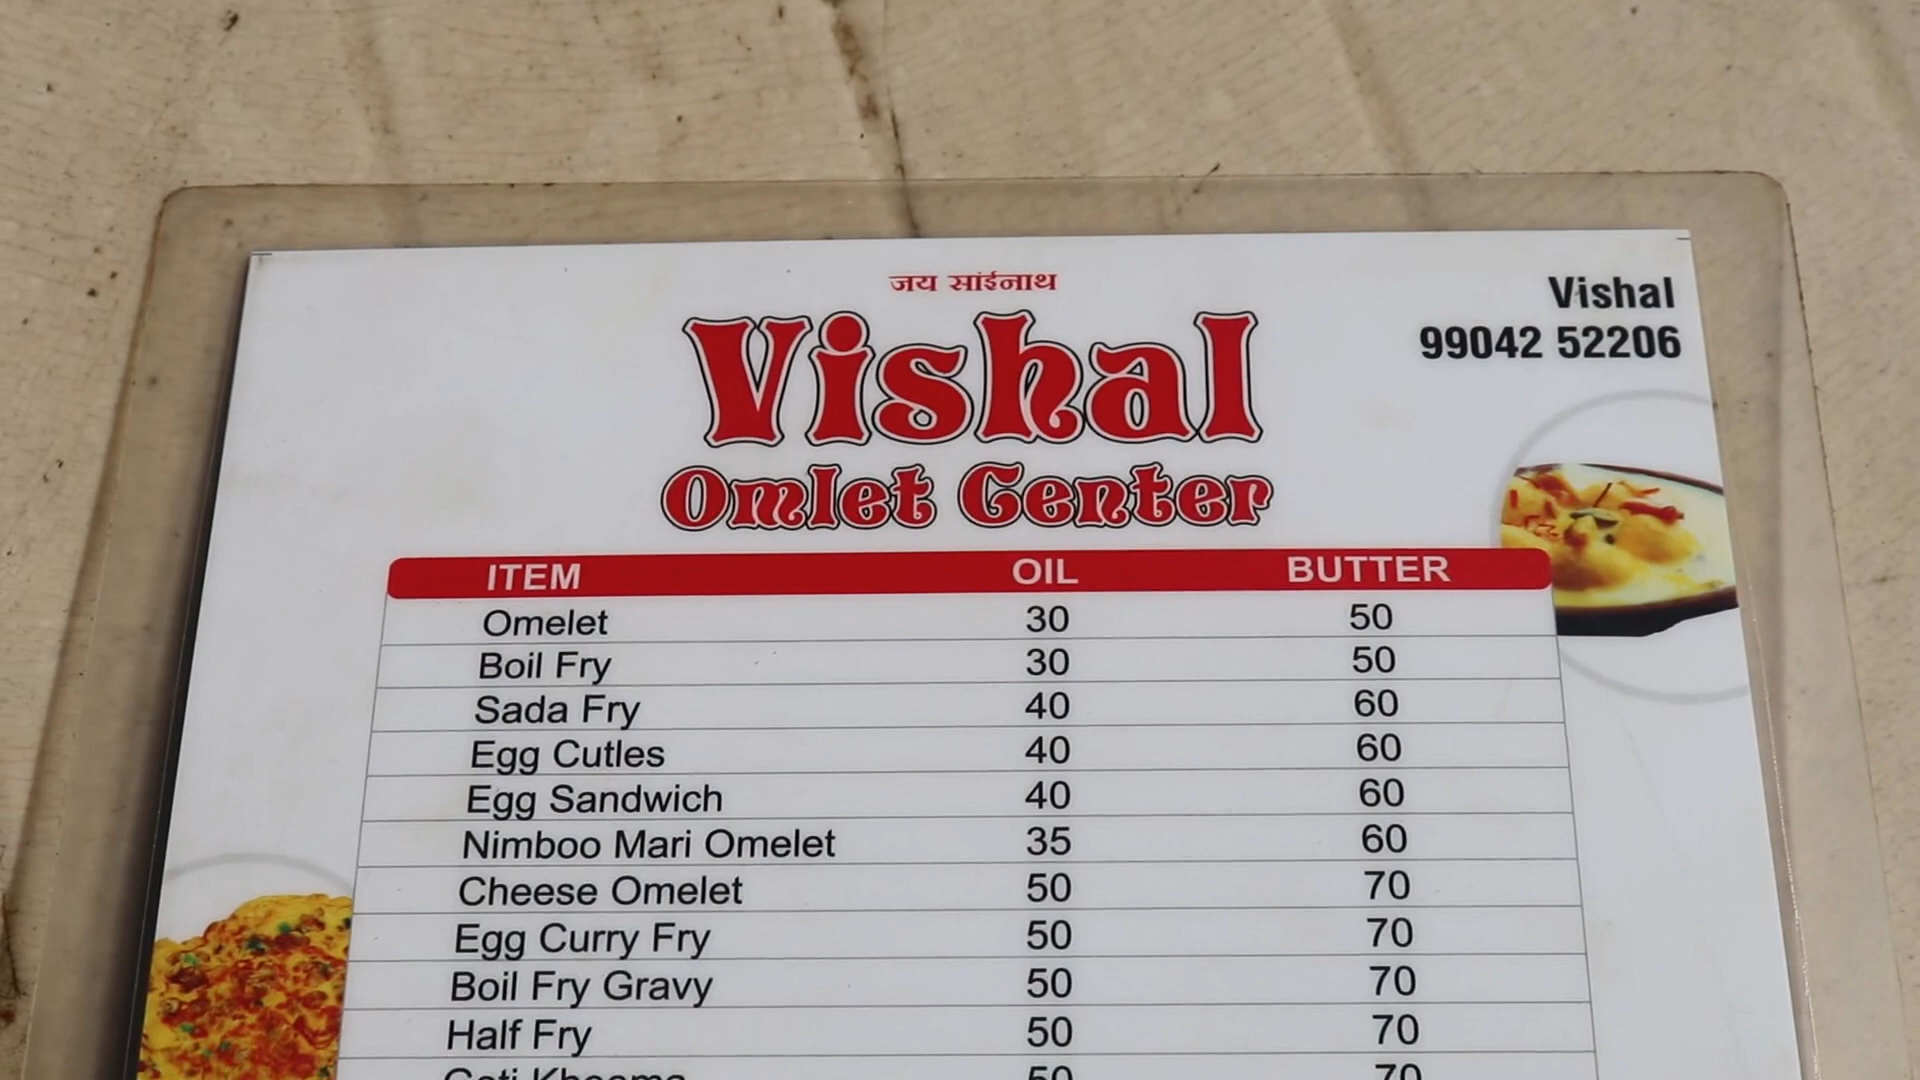 जय सांईनाथ
Vishal
99042 52206
Vishal
Omlet Center
ITEM OIL BUTTER
Omelet 30 50
Boil Fry 30 50
Sada Fry 40 60
Egg Cutles 40 60
Egg Sandwich 40 60
Nimboo Mari Omelet 35 60
Cheese Omelet 50 70
Egg Curry Fry 50 70
Boil Fry Gravy 50 70
Half Fry 50 70
50 70